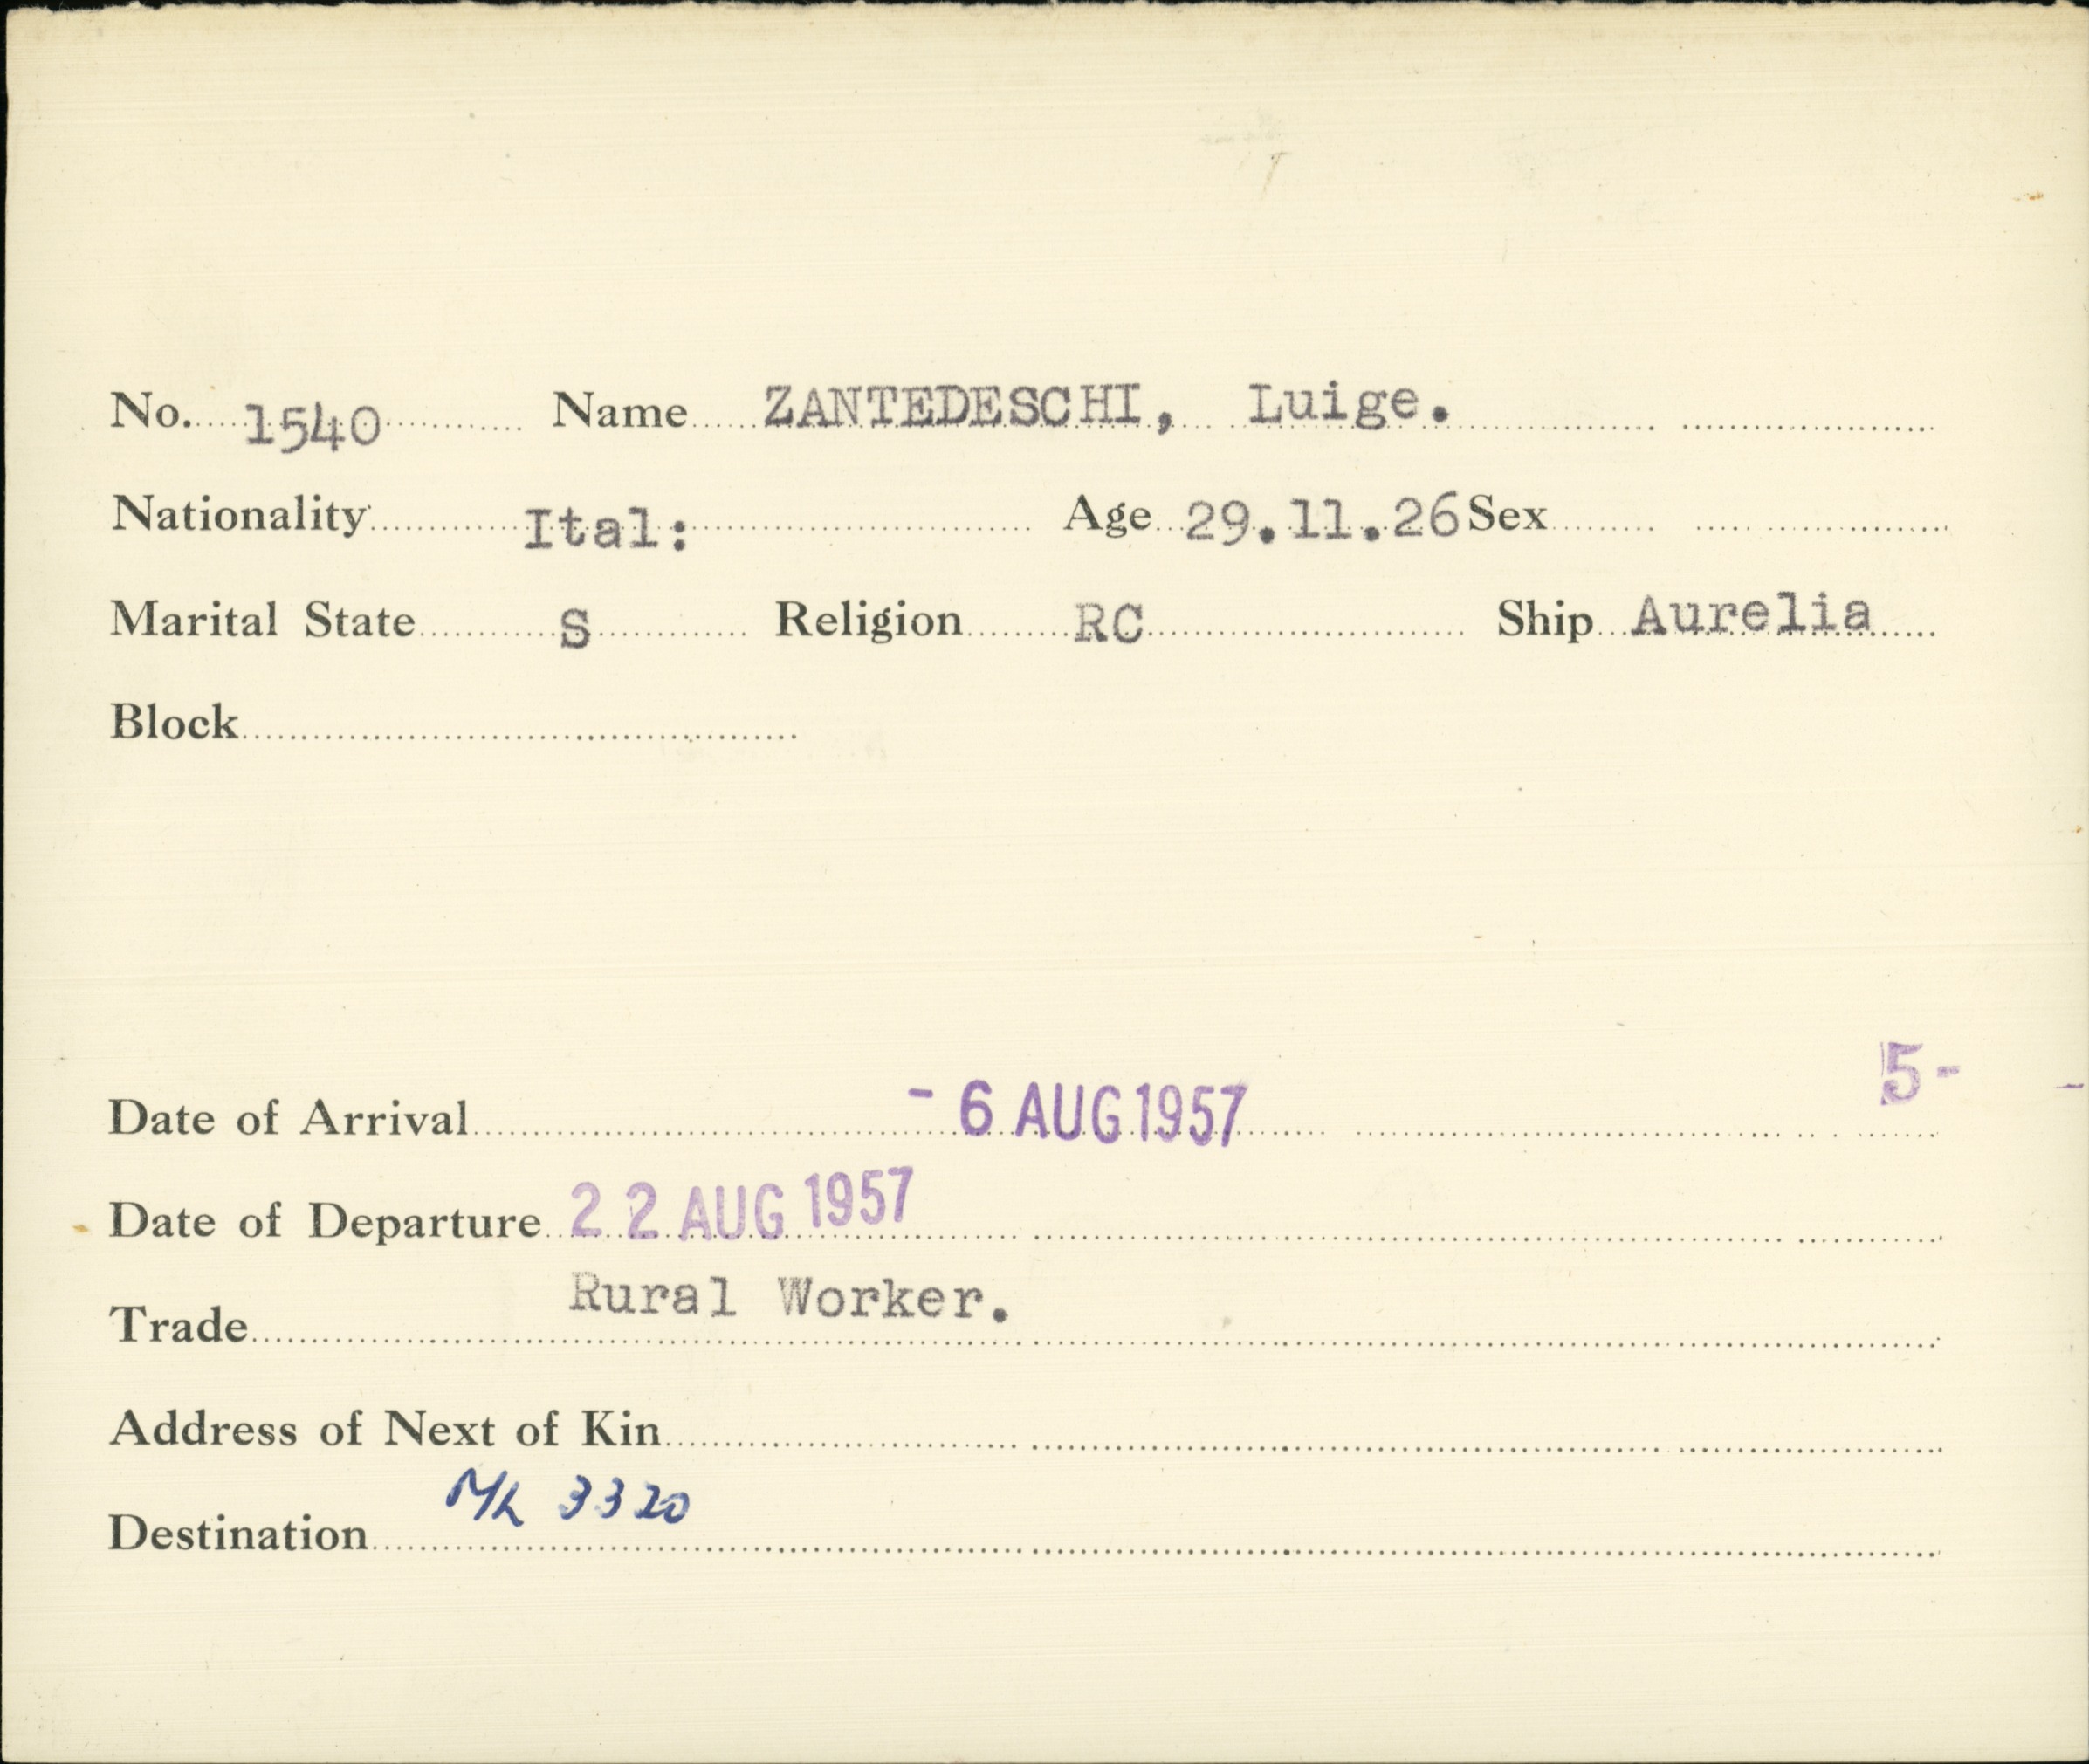 No. 1540 Name ZANTEDESCHI, Luige.
Nationality Ital: Age 29.11.26 Sex
Marital State S Religion RC Ship Aurelia
Block
5-
Date of Arrival - 6 AUG 1957
Date of Departure 22 AUG 1957
Trade Rural Worker.
Address of Next of Kin
Destination 3320